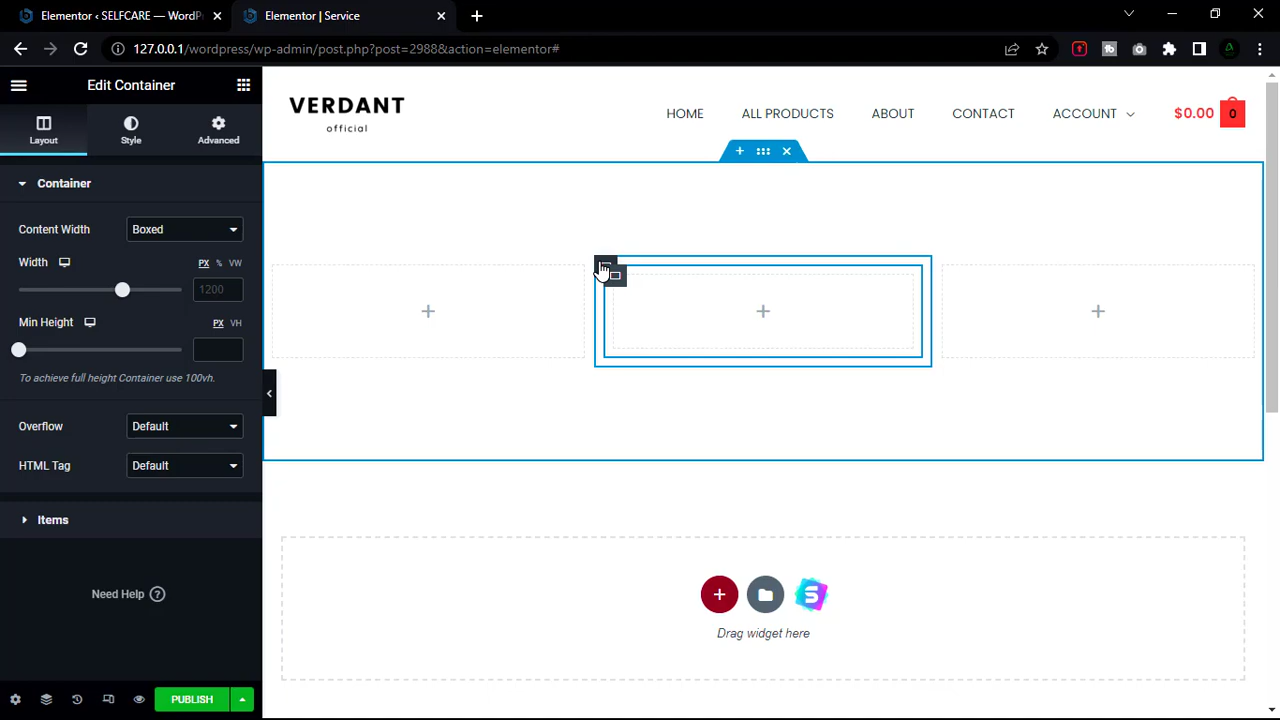 Elementor ‹ SELFCARE — WordPr
Elementor | Service
127.0.0.1/wordpress/wp-admin/post.php?post=2988&action=elementor#
Edit Container
Layout
Style
Advanced
Container
Content Width
Boxed
Width
PX % VW
1200
Min Height
PX VH
To achieve full height Container use 100vh.
Overflow
Default
HTML Tag
Default
Items
Need Help
PUBLISH
VERDANT
official
HOME
ALL PRODUCTS
ABOUT
CONTACT
ACCOUNT
$0.00
0
Drag widget here